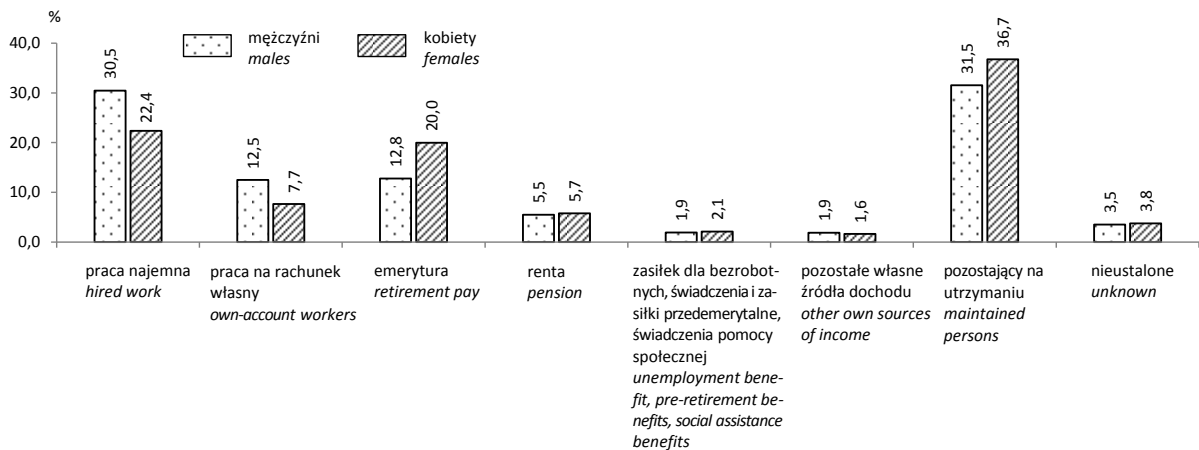 %
mężczyźni
males
kobiety
females
40,0
30,0
20,0
10,0
0,0
30,5
22,4
12,5
7,7
12,8
20,0
5,5
5,7
1,9
2,1
1,9
1,6
31,5
36,7
3,5
3,8
praca najemna
hired work
praca na rachunek
własny
own-account workers
emerytura
retirement pay
renta
pension
zasiłek dla bezrobot-
nych, świadczenia i za-
siłki przedemerytalne,
świadczenia pomocy
społecznej
unemployment bene-
fit, pre-retirement be-
nefits, social assistance
benefits
pozostałe własne
źródła dochodu
other own sources
of income
pozostający na
utrzymaniu
maintained
persons
nieustalone
unknown